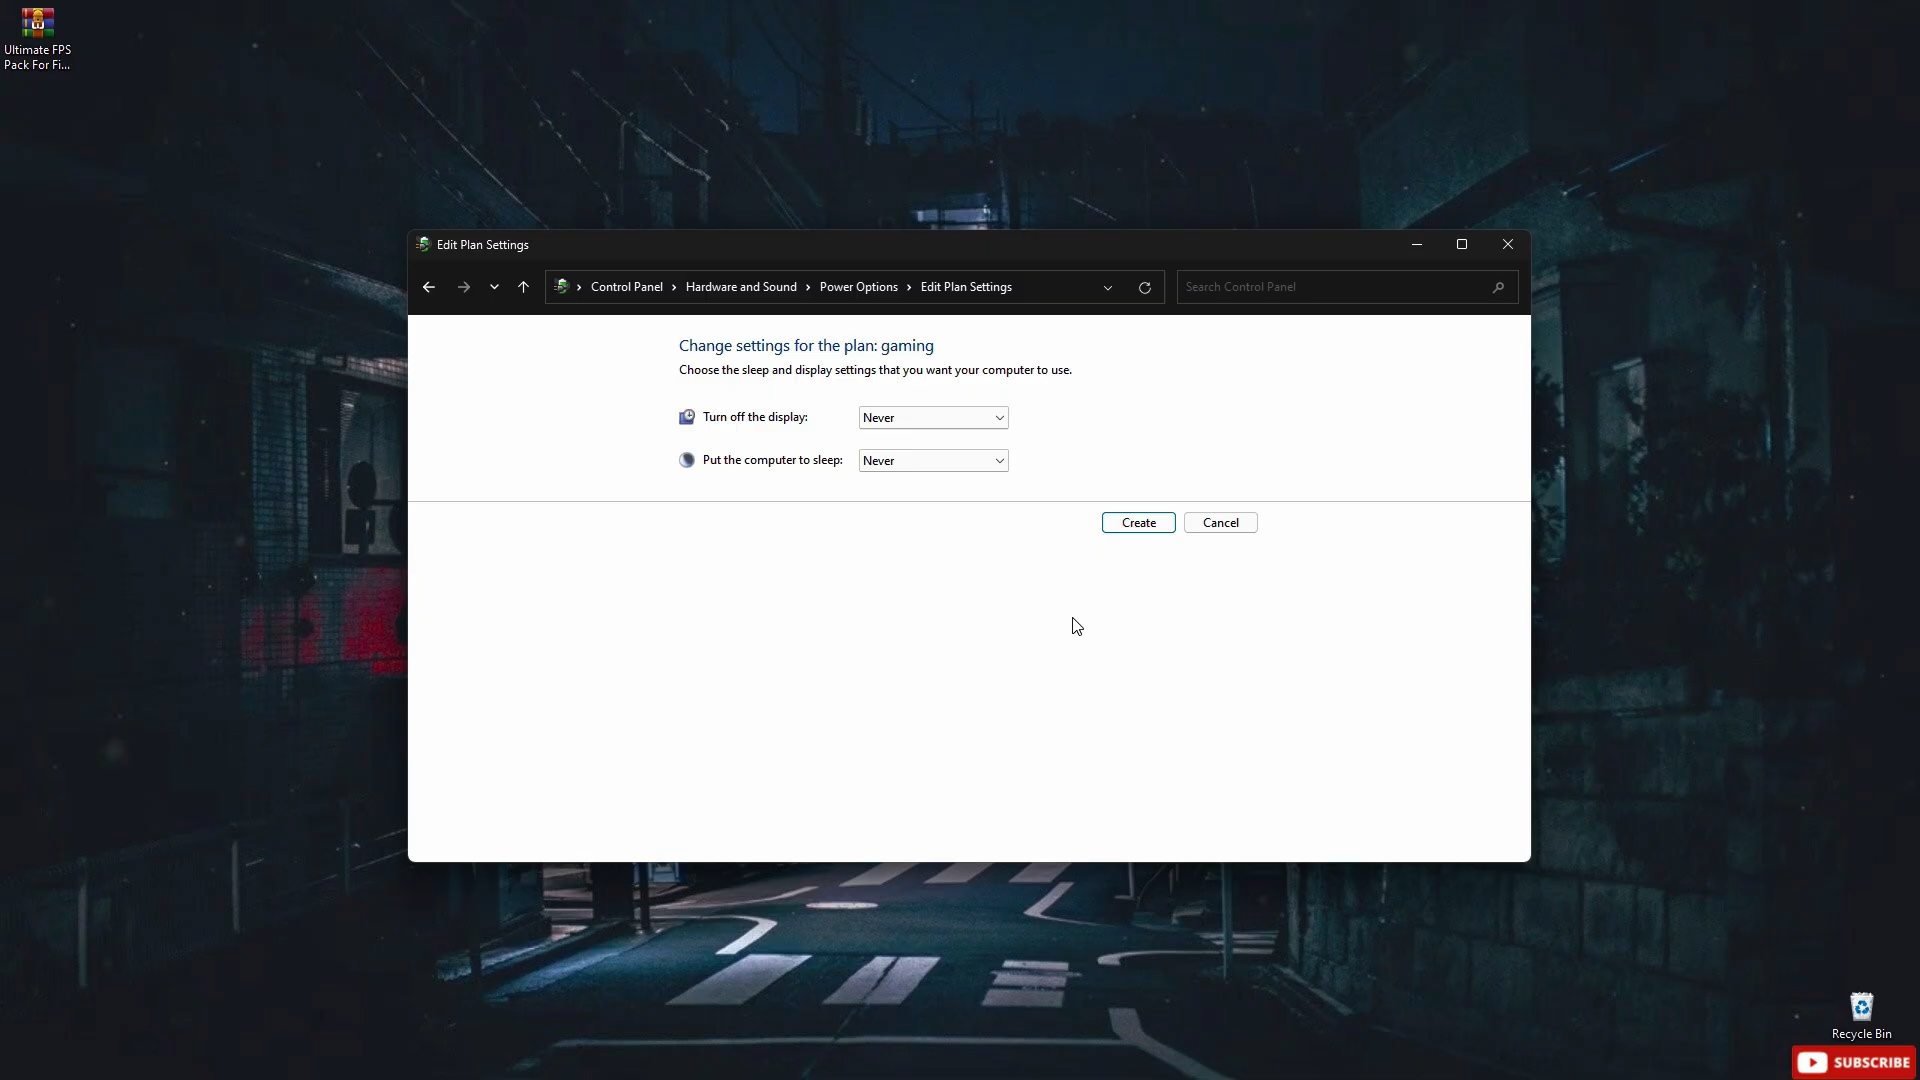 Ultimate FPS
Pack For Fi...
Edit Plan Settings
Control Panel
Hardware and Sound
Power Options
Edit Plan Settings
Search Control Panel
Change settings for the plan: gaming
Choose the sleep and display settings that you want your computer to use.
Turn off the display:
Never
Put the computer to sleep:
Never
Create
Cancel
Recycle Bin
SUBSCRIBE